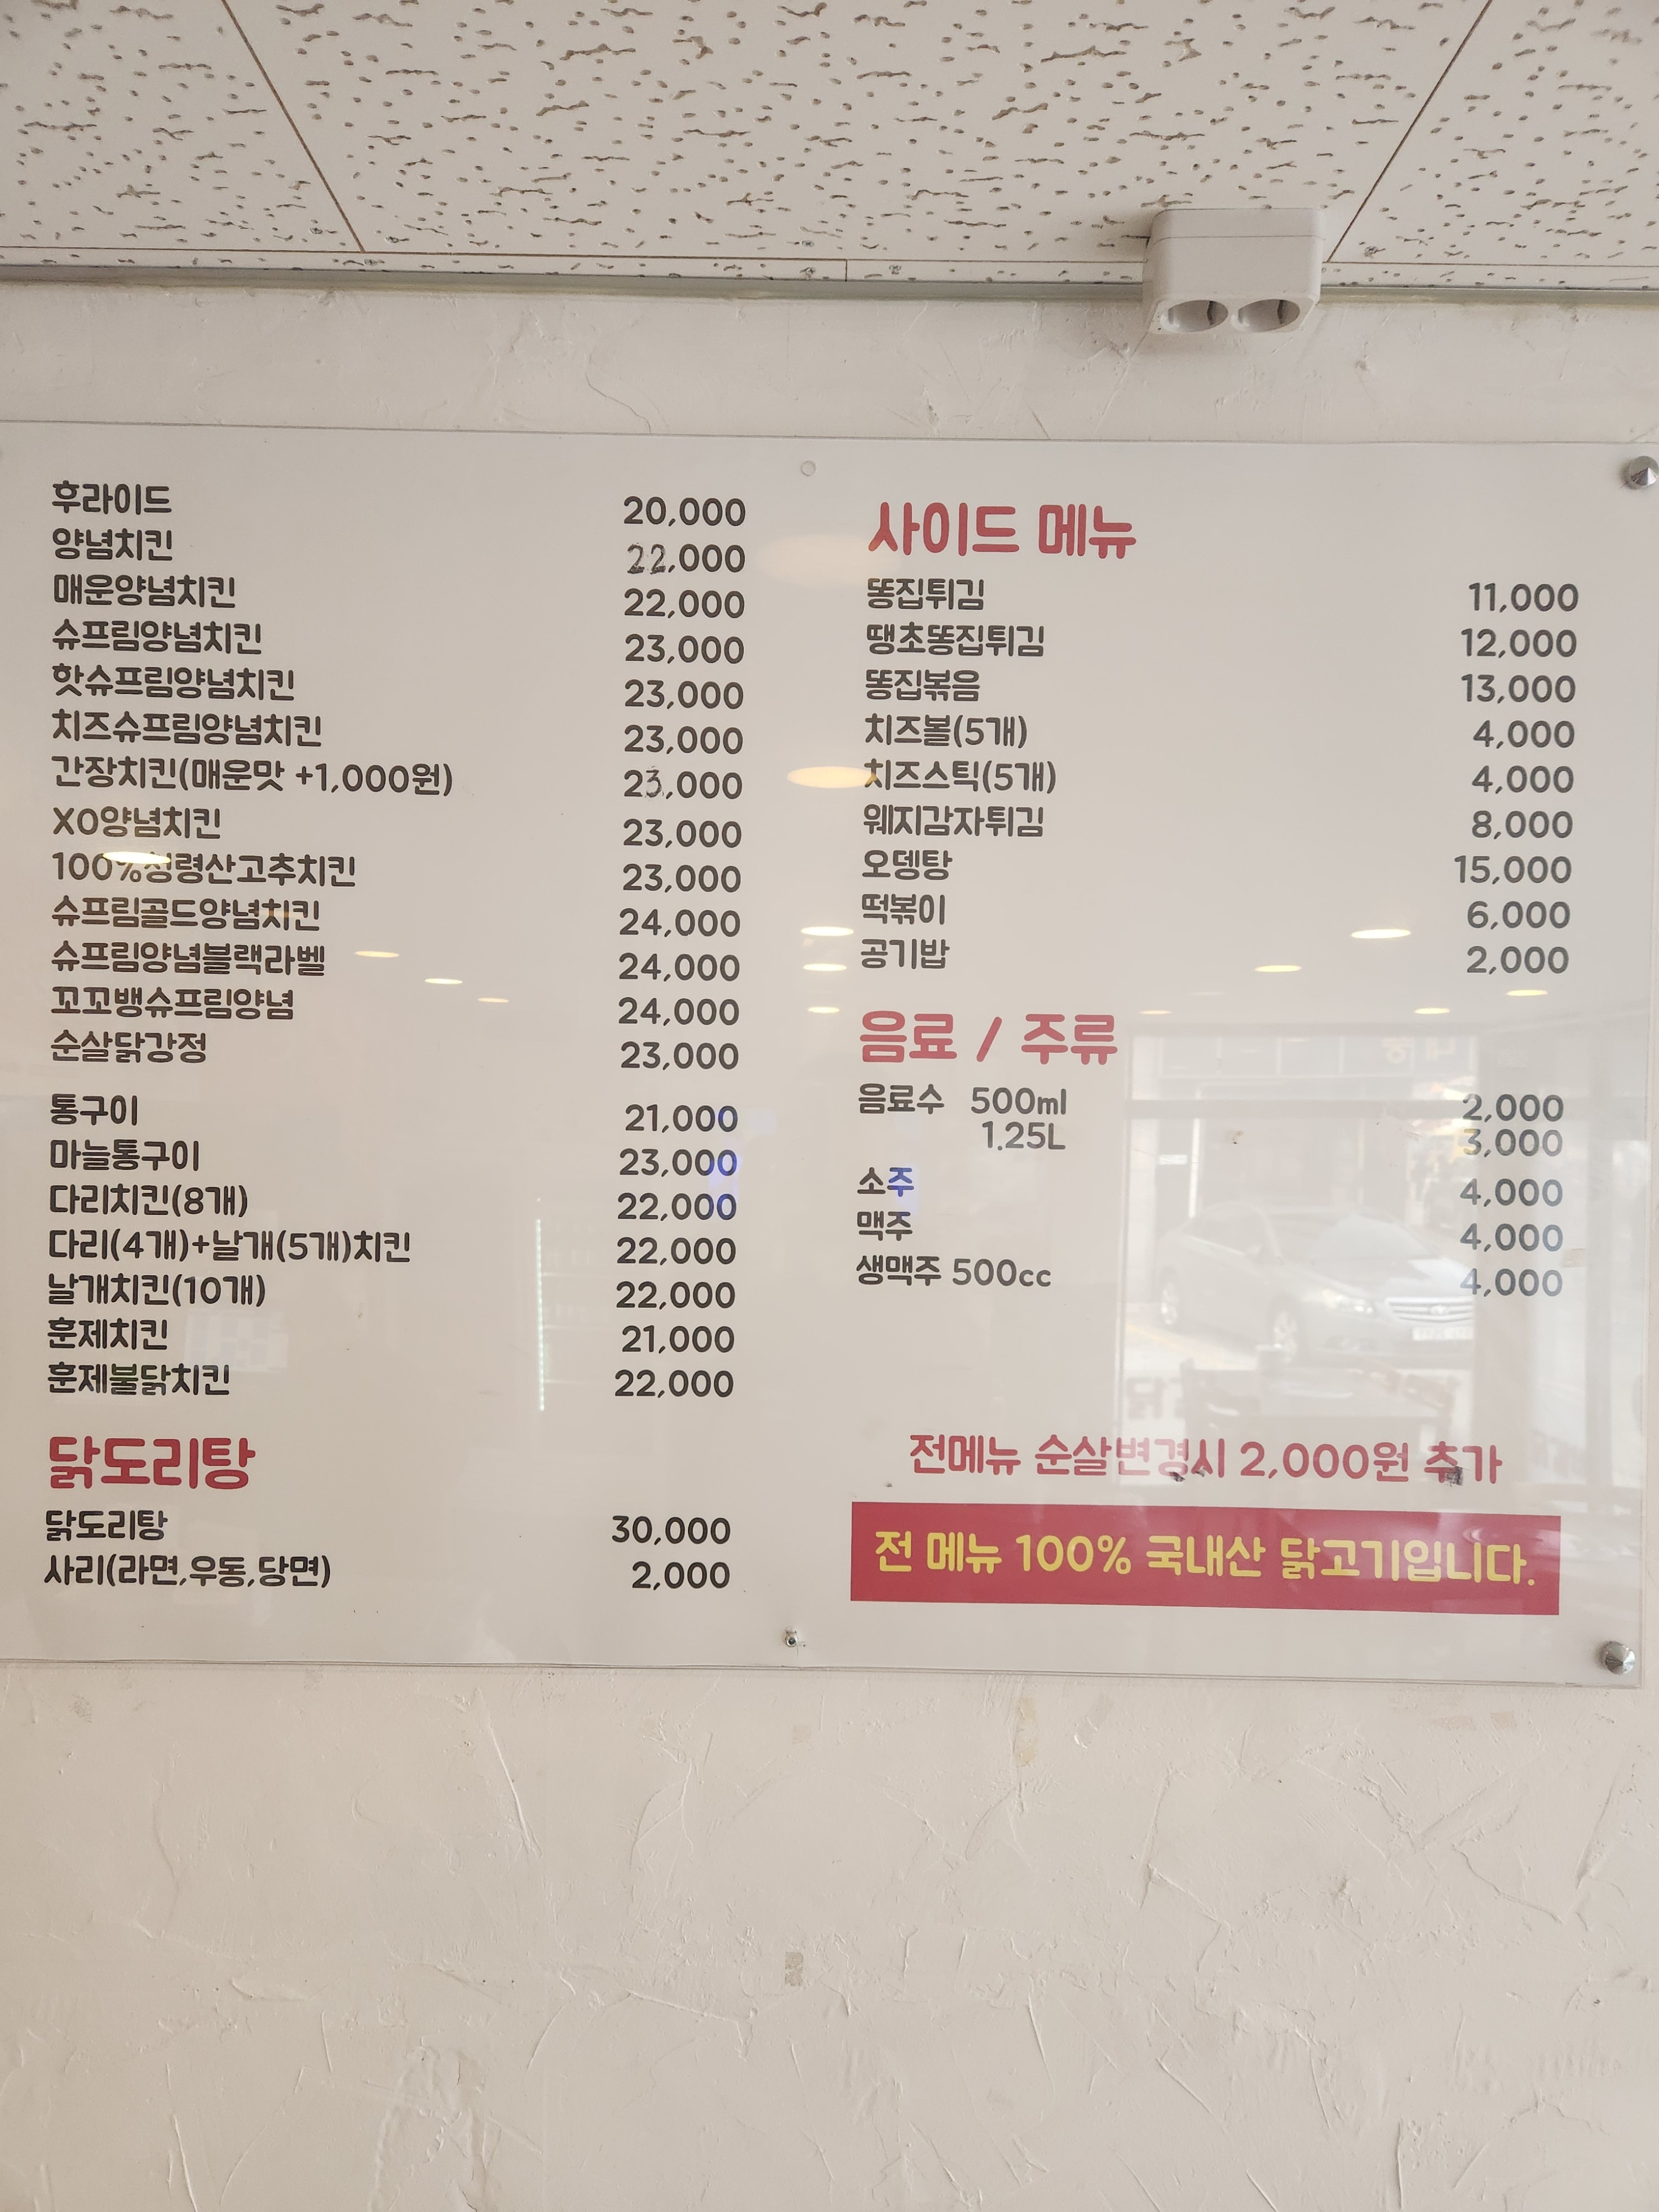 후라이드 20,000
양념치킨 22,000
매운양념치킨 22,000
슈프림양념치킨 23,000
핫슈프림양념치킨 23,000
치즈슈프림양념치킨 23,000
간장치킨(매운맛 +1,000원) 23,000
XO양념치킨 23,000
100%청령산고추치킨 23,000
슈프림골드양념치킨 24,000
슈프림양념블랙라벨 24,000
꼬꼬뱅슈프림양념 24,000
순살닭강정 23,000
통구이 21,000
마늘통구이 23,000
다리치킨(8개) 22,000
다리(4개)+날개(5개)치킨 22,000
날개치킨(10개) 22,000
훈제치킨 21,000
훈제불닭치킨 22,000
닭도리탕
닭도리탕 30,000
사리(라면,우동,당면) 2,000
사이드 메뉴
똥집튀김 11,000
땡초똥집튀김 12,000
똥집볶음 13,000
치즈볼(5개) 4,000
치즈스틱(5개) 4,000
웨지감자튀김 8,000
오뎅탕 15,000
떡볶이 6,000
공기밥 2,000
음료 / 주류
음료수 500ml 2,000
1.25L 3,000
소주 4,000
맥주 4,000
생맥주 500cc 4,000
전메뉴 순살변경시 2,000원 추가
전 메뉴 100% 국내산 닭고기입니다.